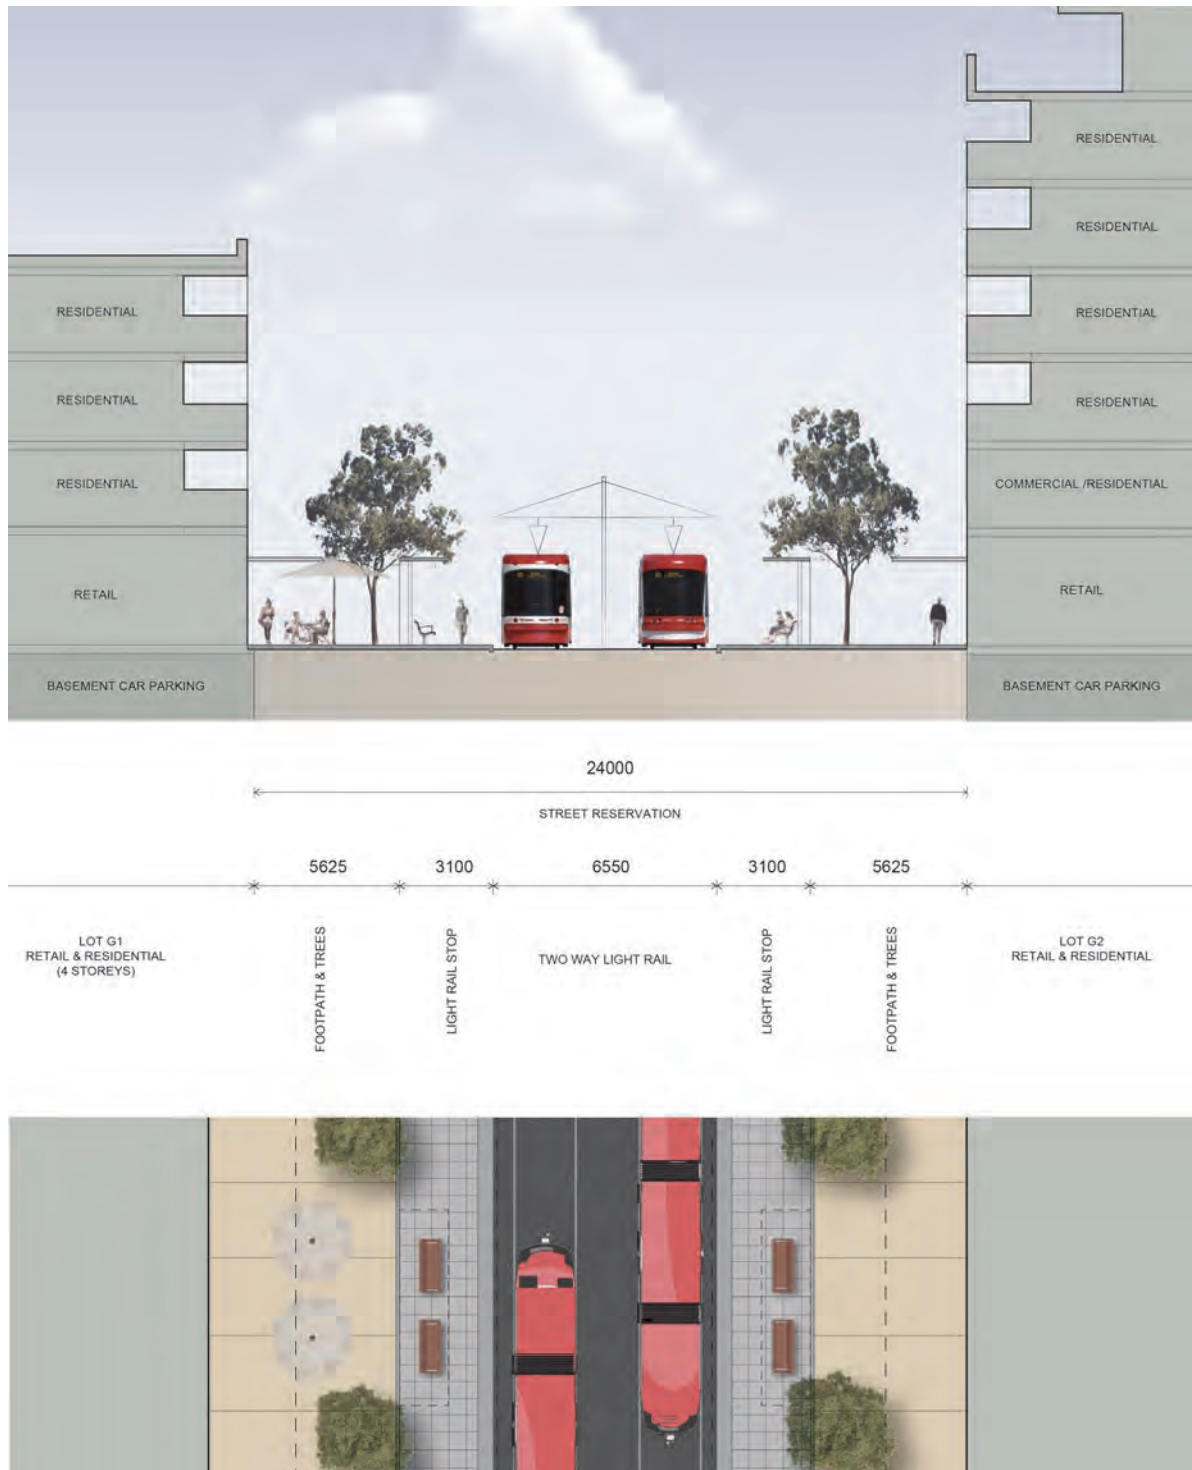 RESIDENTIAL
RESIDENTIAL
RESIDENTIAL
RESIDENTIAL
RESIDENTIAL
RESIDENTIAL
RESIDENTIAL
RESIDENTIAL
COMMERCIAL /RESIDENTIAL
RETAIL
RETAIL
BASEMENT CAR PARKING
BASEMENT CAR PARKING
24000
STREET RESERVATION
5625
3100
6550
3100
5625
LOT G1
RETAIL & RESIDENTIAL
(4 STOREYS)
FOOTPATH & TREES
LIGHT RAIL STOP
TWO WAY LIGHT RAIL
LIGHT RAIL STOP
FOOTPATH & TREES
LOT G2
RETAIL & RESIDENTIAL